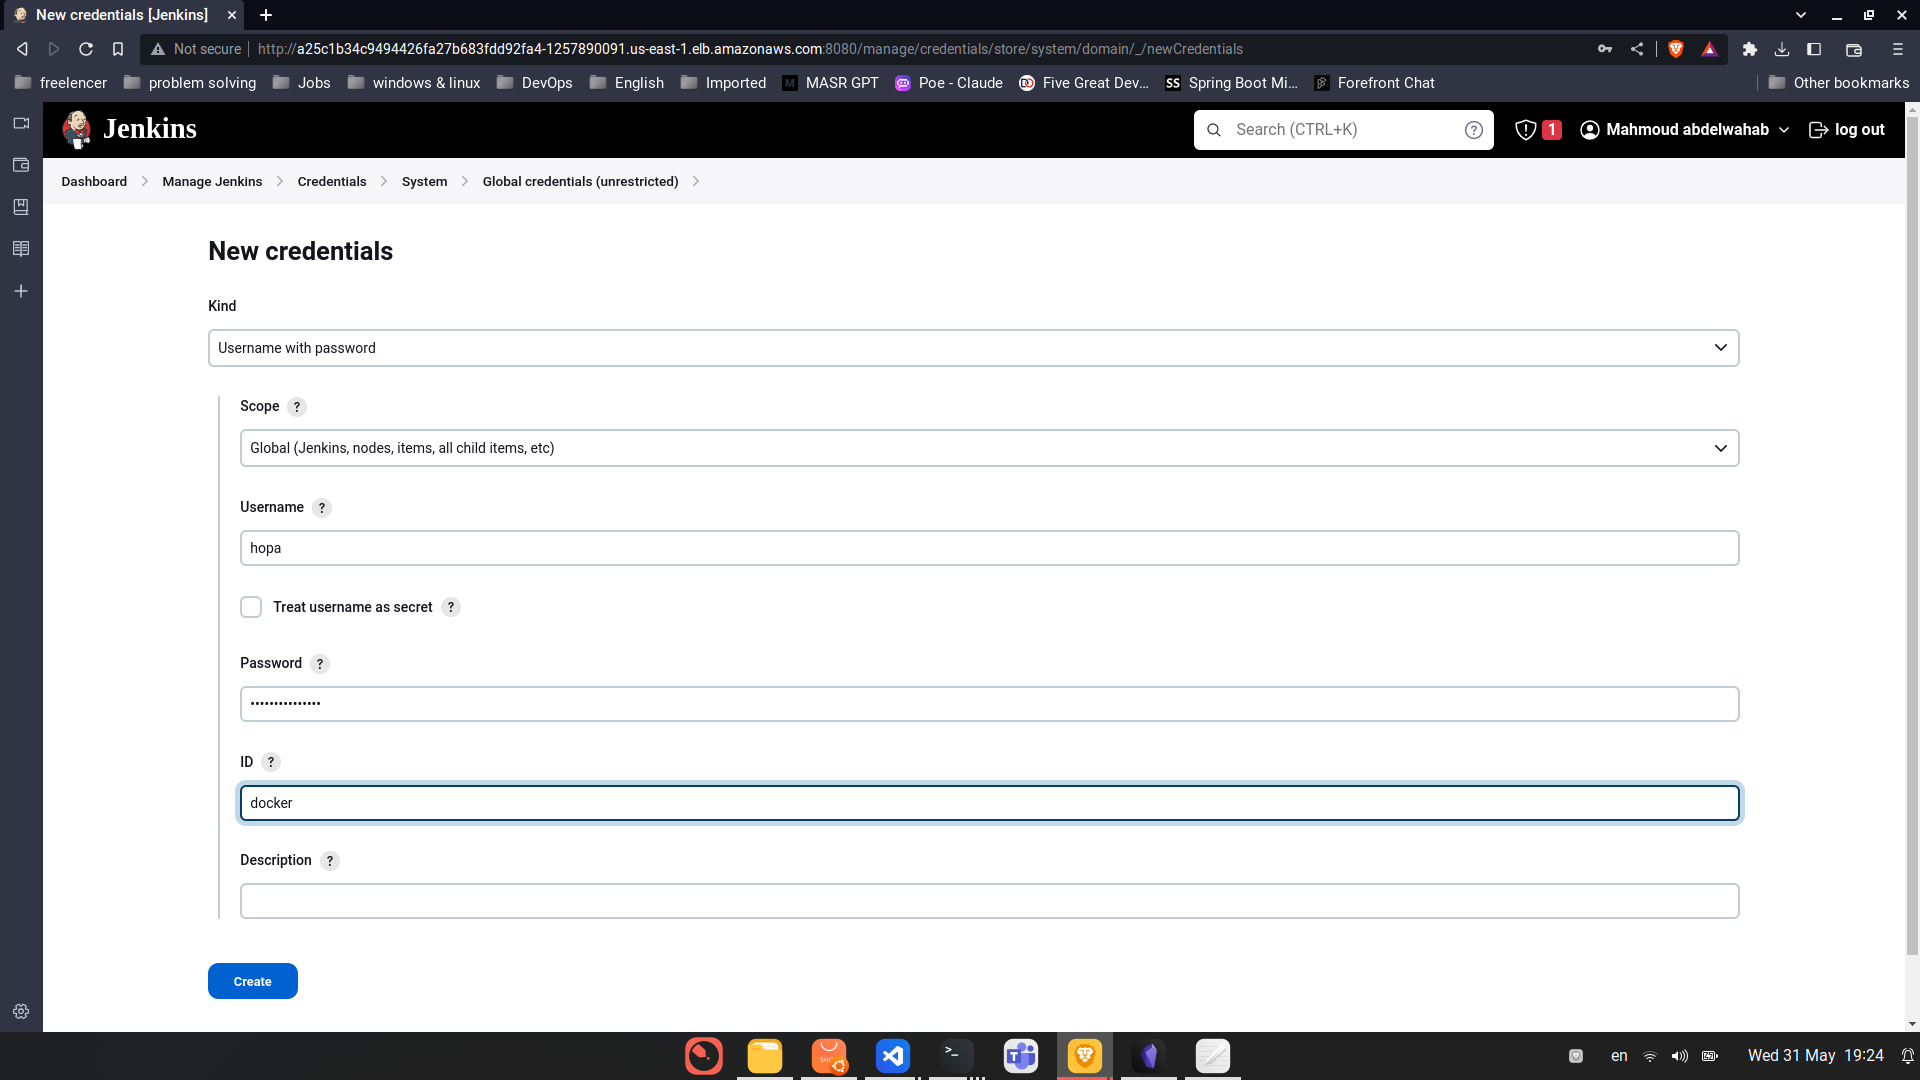 New credentials [Jenkins]
Not secure
http://a25c1b34c9494426fa27b683fdd92fa4-1257890091.us-east-1.elb.amazonaws.com:8080/manage/credentials/store/system/domain/_/newCredentials
freelencer
problem solving
Jobs
windows & linux
DevOps
English
Imported
MASR GPT
Poe - Claude
Five Great Dev...
SS
Spring Boot Mi...
Forefront Chat
Other bookmarks
Jenkins
Search (CTRL+K)
?
1
Mahmoud abdelwahab
log out
Dashboard
Manage Jenkins
Credentials
System
Global credentials (unrestricted)
New credentials
Kind
Username with password
Scope ?
Global (Jenkins, nodes, items, all child items, etc)
Username ?
hopa
Treat username as secret ?
Password ?
•••••••••••••••
ID ?
docker
Description ?
Create
en
Wed 31 May 19:24